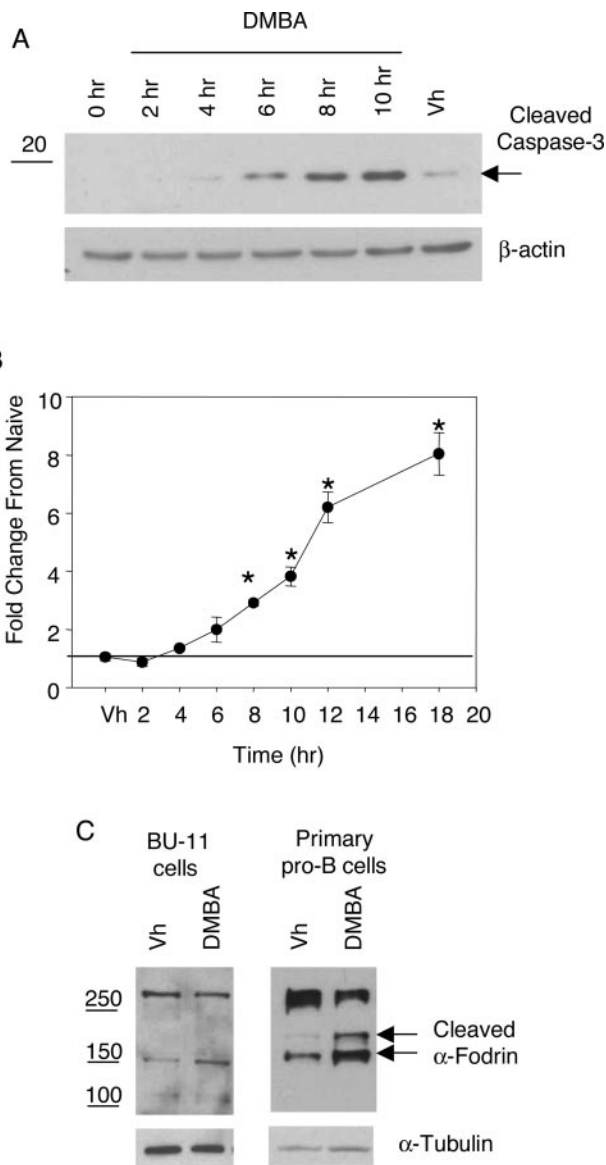 A
DMBA
0 hr 2 hr 4 hr 6 hr 8 hr 10 hr Vh
20
Cleaved
Caspase-3
β-actin
B
Fold Change From Naive
10
8
6
4
2
0
* * * *
Vh 2 4 6 8 10 12 14 16 18 20
Time (hr)
C
BU-11
cells
Primary
pro-B cells
Vh DMBA Vh DMBA
250
150
100
Cleaved
α-Fodrin
α-Tubulin